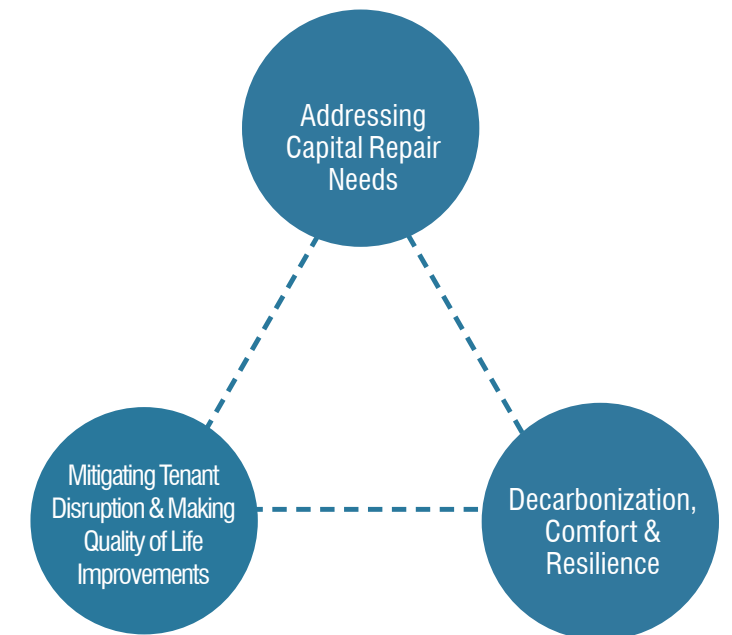 Addressing
Capital Repair
Needs
Mitigating Tenant
Disruption & Making
Quality of Life
Improvements
Decarbonization,
Comfort &
Resilience